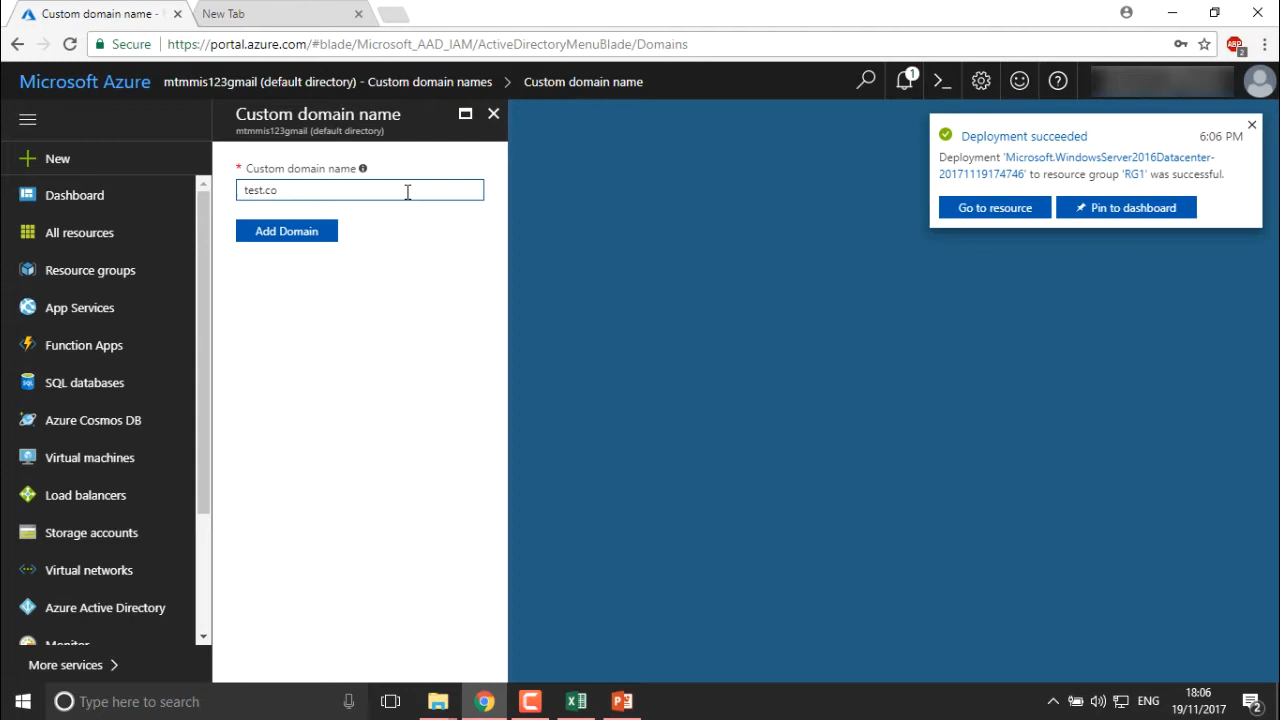 Custom domain name -
New Tab
Secure
https://portal.azure.com/#blade/Microsoft_AAD_IAM/ActiveDirectoryMenuBlade/Domains
ABP
2
Microsoft Azure
mtmmis123gmail (default directory) - Custom domain names
Custom domain name
1
Custom domain name
mtmmis123gmail (default directory)
* Custom domain name
test.co
Add Domain
New
Dashboard
All resources
Resource groups
App Services
Function Apps
SQL databases
Azure Cosmos DB
Virtual machines
Load balancers
Storage accounts
Virtual networks
Azure Active Directory
Monitor
More services
Deployment succeeded
6:06 PM
Deployment 'Microsoft.WindowsServer2016Datacenter-
20171119174746' to resource group 'RG1' was successful.
Go to resource
Pin to dashboard
Type here to search
ENG
18:06
19/11/2017
2